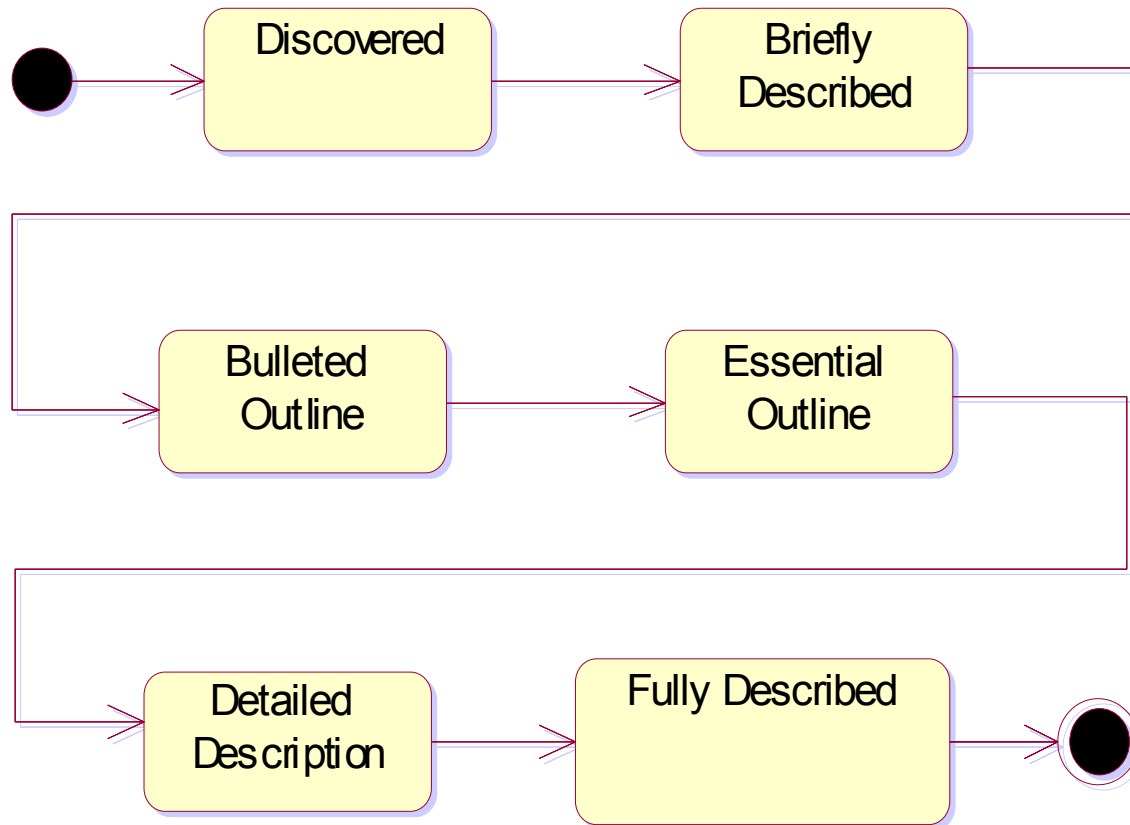 Discovered
Briefly
Described
Bulleted
Outline
Essential
Outline
Detailed
Description
Fully Described